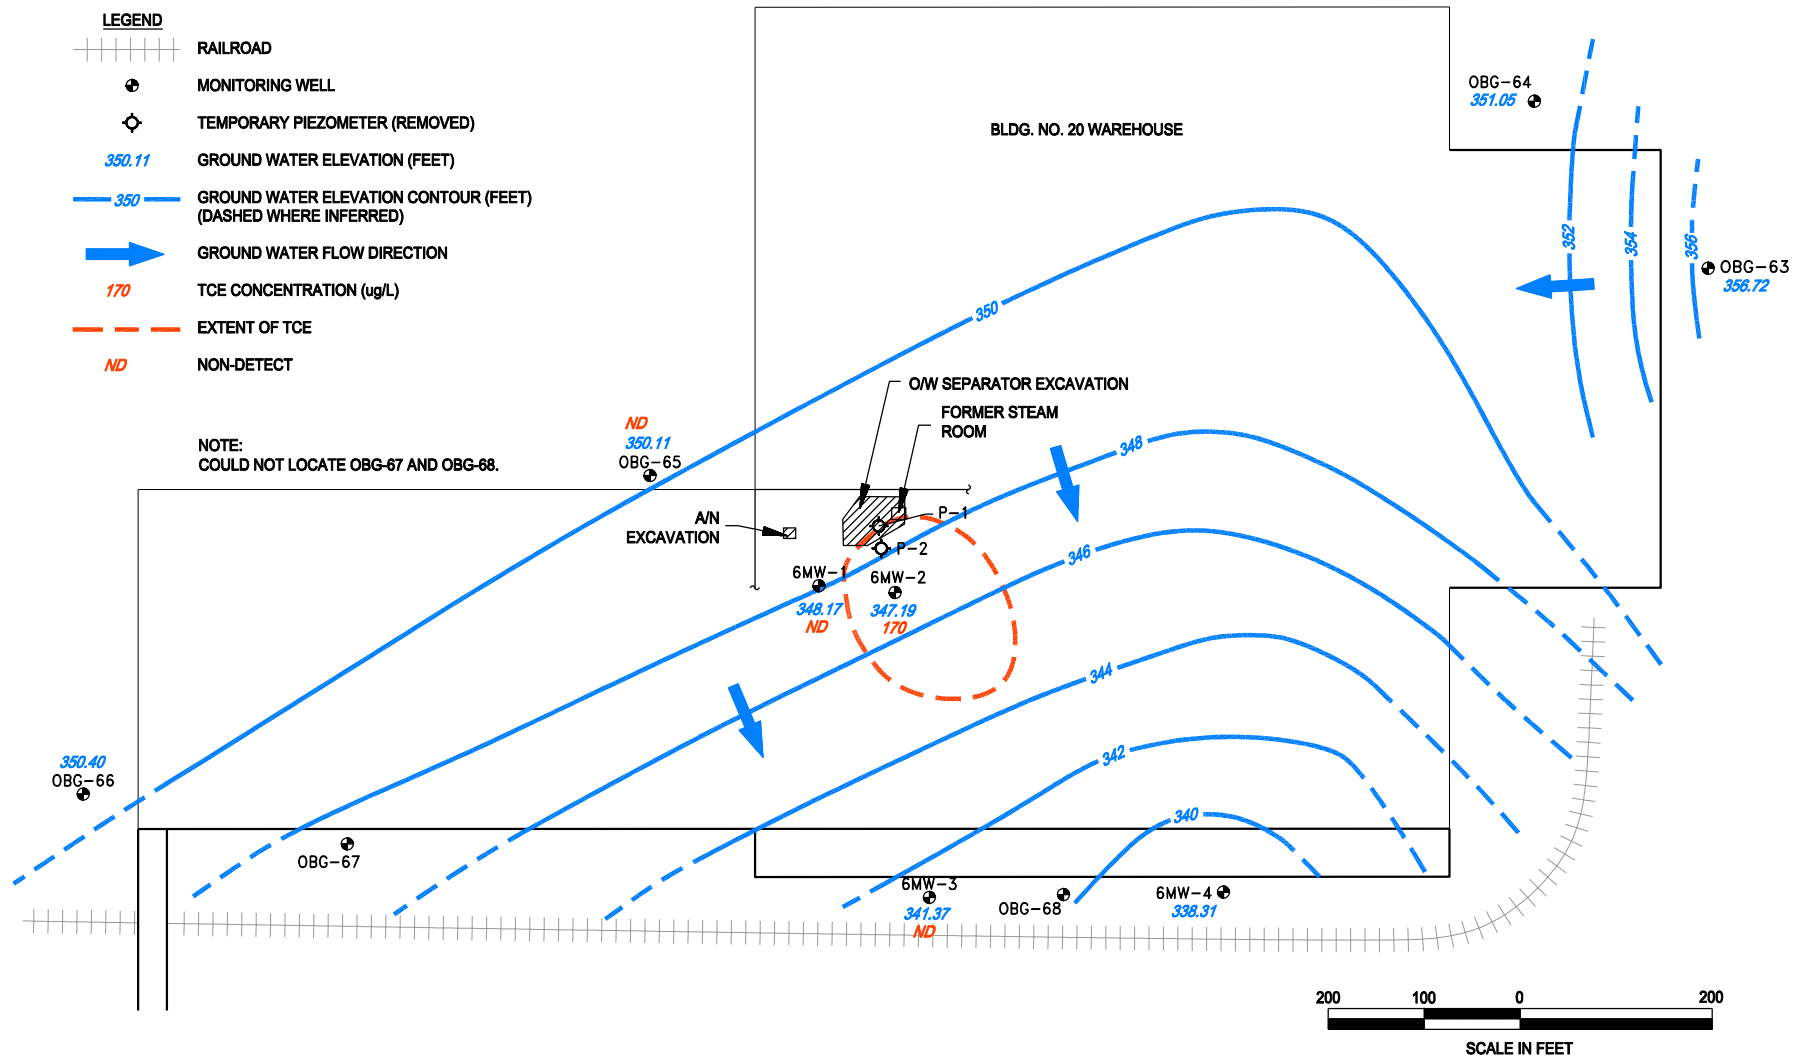 LEGEND
RAILROAD
MONITORING WELL
TEMPORARY PIEZOMETER (REMOVED)
350.11 GROUND WATER ELEVATION (FEET)
350 GROUND WATER ELEVATION CONTOUR (FEET)
(DASHED WHERE INFERRED)
GROUND WATER FLOW DIRECTION
170 TCE CONCENTRATION (ug/L)
EXTENT OF TCE
ND NON-DETECT
NOTE:
COULD NOT LOCATE OBG-67 AND OBG-68.
BLDG. NO. 20 WAREHOUSE
OBG-64
351.05
352
354
356
OBG-63
356.72
350
O/W SEPARATOR EXCAVATION
FORMER STEAM
ROOM
ND
350.11
OBG-65
348
A/N
EXCAVATION
P-1
P-2
346
6MW-1
348.17
ND
6MW-2
347.19
170
344
342
340
350.40
OBG-66
OBG-67
6MW-3
341.37
ND
OBG-68
6MW-4
338.31
200 100 0 200
SCALE IN FEET